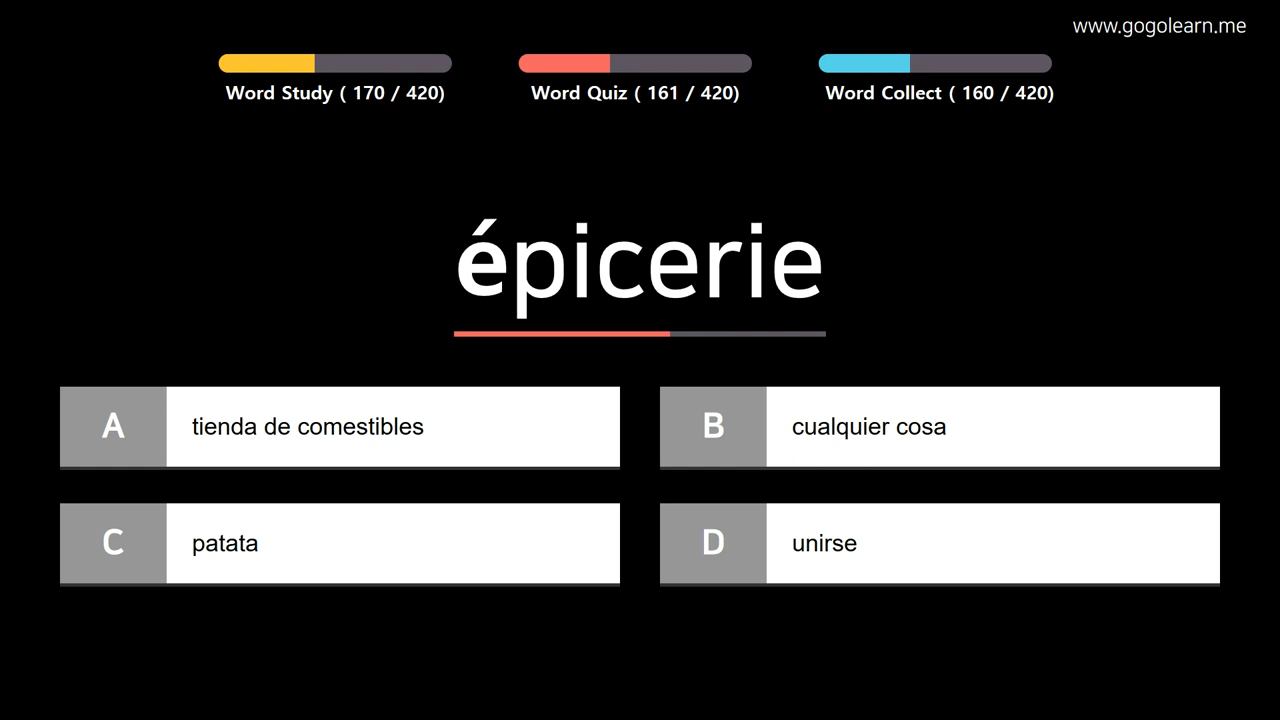 www.gogolearn.me
Word Study ( 170 / 420)
Word Quiz ( 161 / 420)
Word Collect ( 160 / 420)
épicerie
A
tienda de comestibles
B
cualquier cosa
C
patata
D
unirse